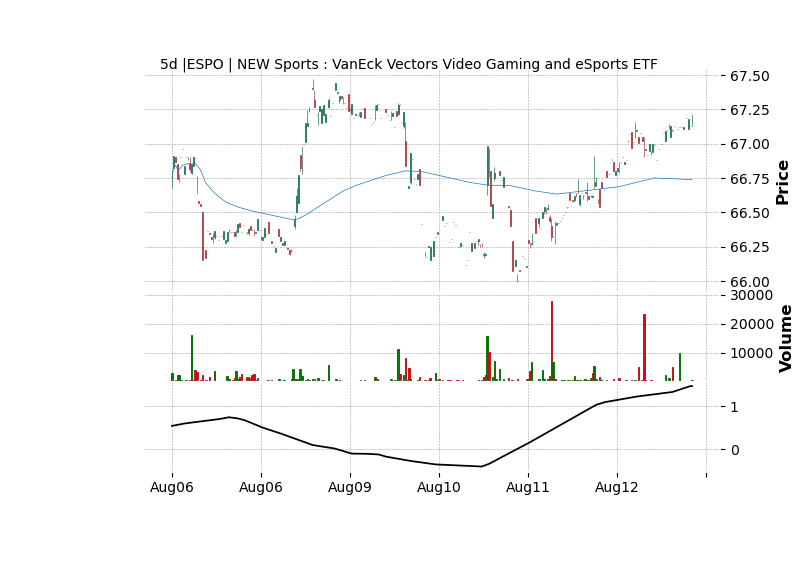 5d |ESPO | NEW Sports : VanEck Vectors Video Gaming and eSports ETF
67.50
67.25
67.00
66.75
66.50
66.25
66.00
Price
30000
20000
10000
Volume
1
0
Aug06
Aug06
Aug09
Aug10
Aug11
Aug12